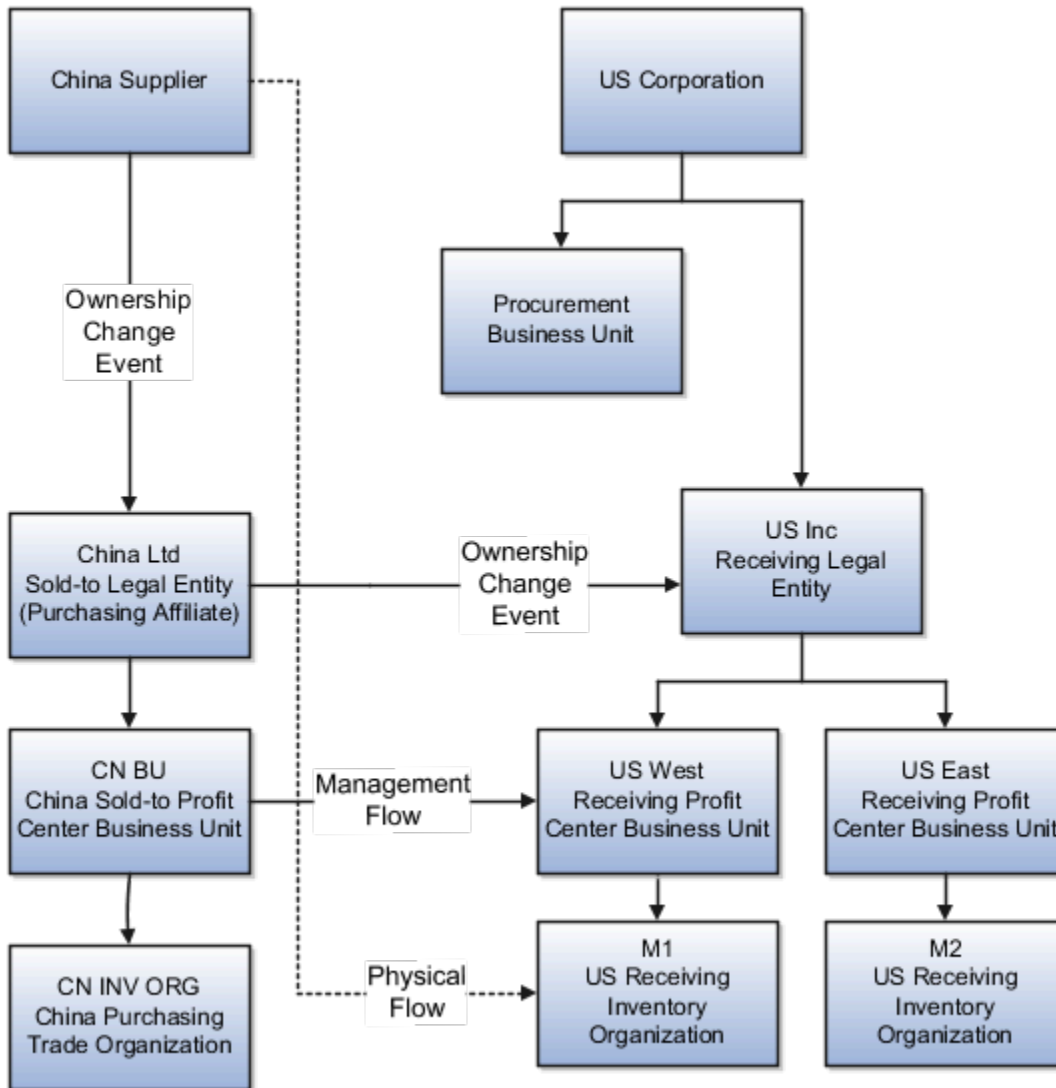 China Supplier
US Corporation
Procurement
Business Unit
Ownership
Change
Event
China Ltd
Sold-to Legal Entity
(Purchasing Affiliate)
Ownership
Change
Event
US Inc
Receiving Legal
Entity
CN BU
China Sold-to Profit
Center Business Unit
Management
Flow
US West
Receiving Profit
Center Business Unit
US East
Receiving Profit
Center Business Unit
CN INV ORG
China Purchasing
Trade Organization
Physical
Flow
M1
US Receiving
Inventory
Organization
M2
US Receiving
Inventory
Organization